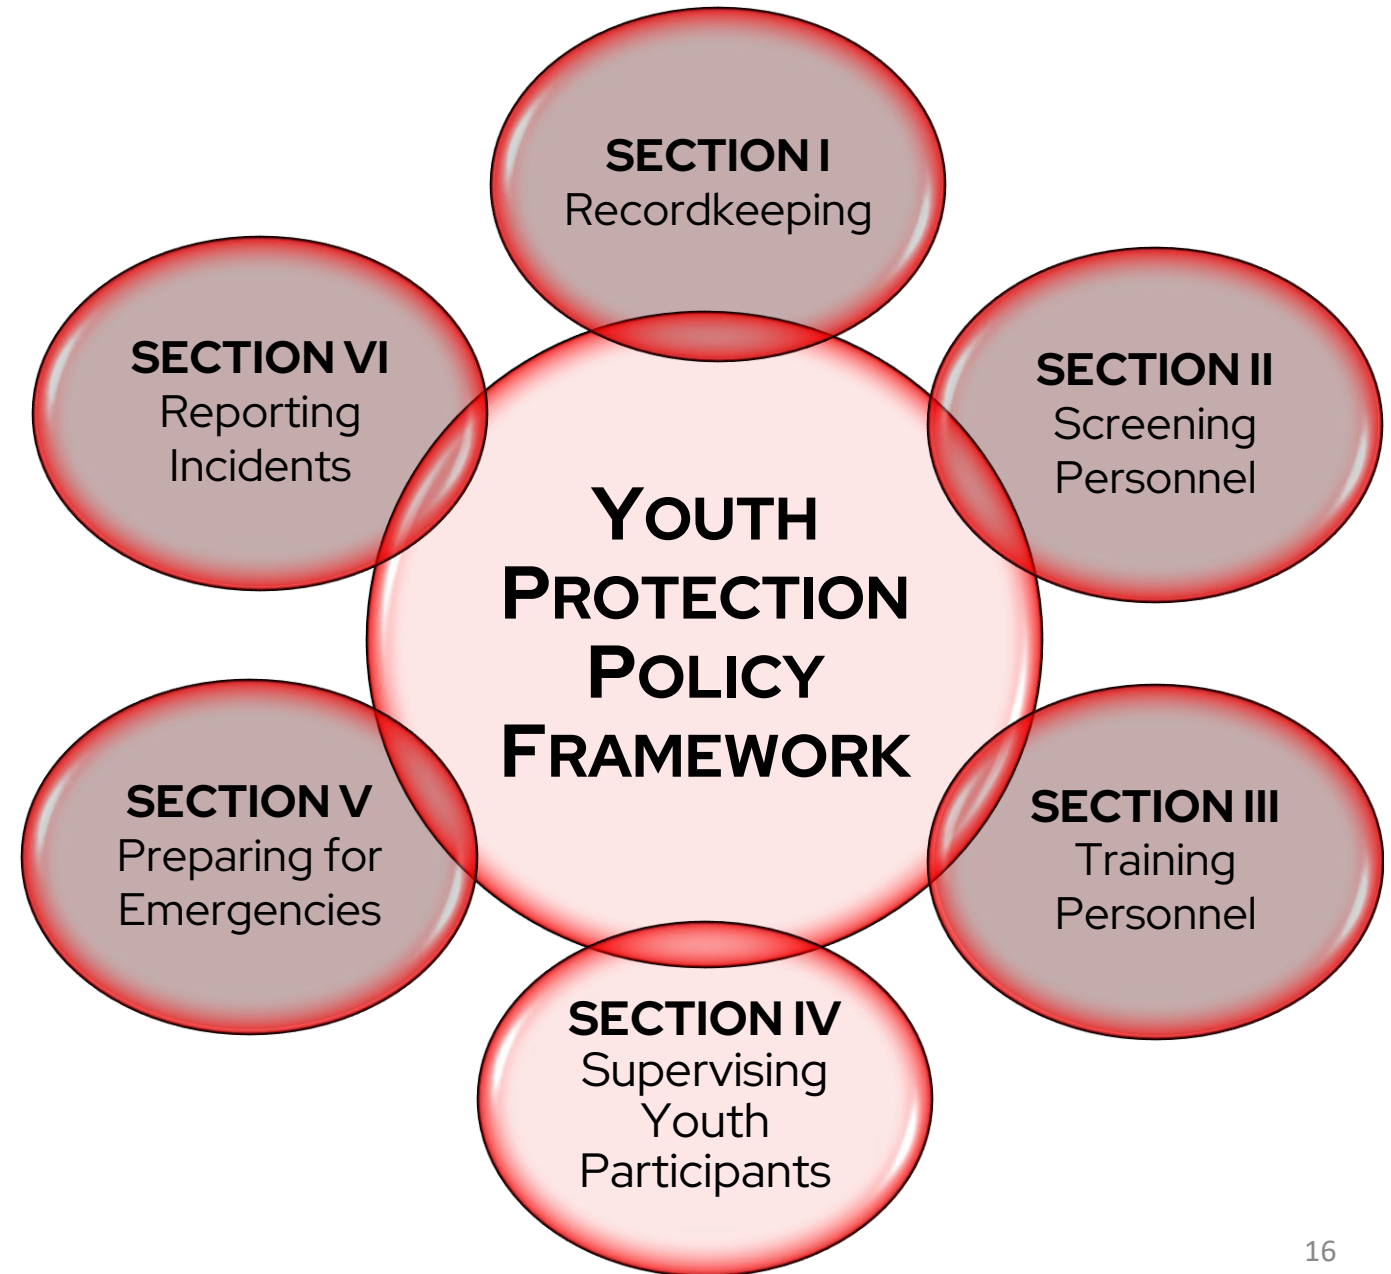 SECTION I
Recordkeeping
SECTION II
Screening
Personnel
SECTION III
Training
Personnel
SECTION IV
Supervising
Youth
Participants
SECTION V
Preparing for
Emergencies
SECTION VI
Reporting
Incidents
YOUTH
PROTECTION
POLICY
FRAMEWORK
16